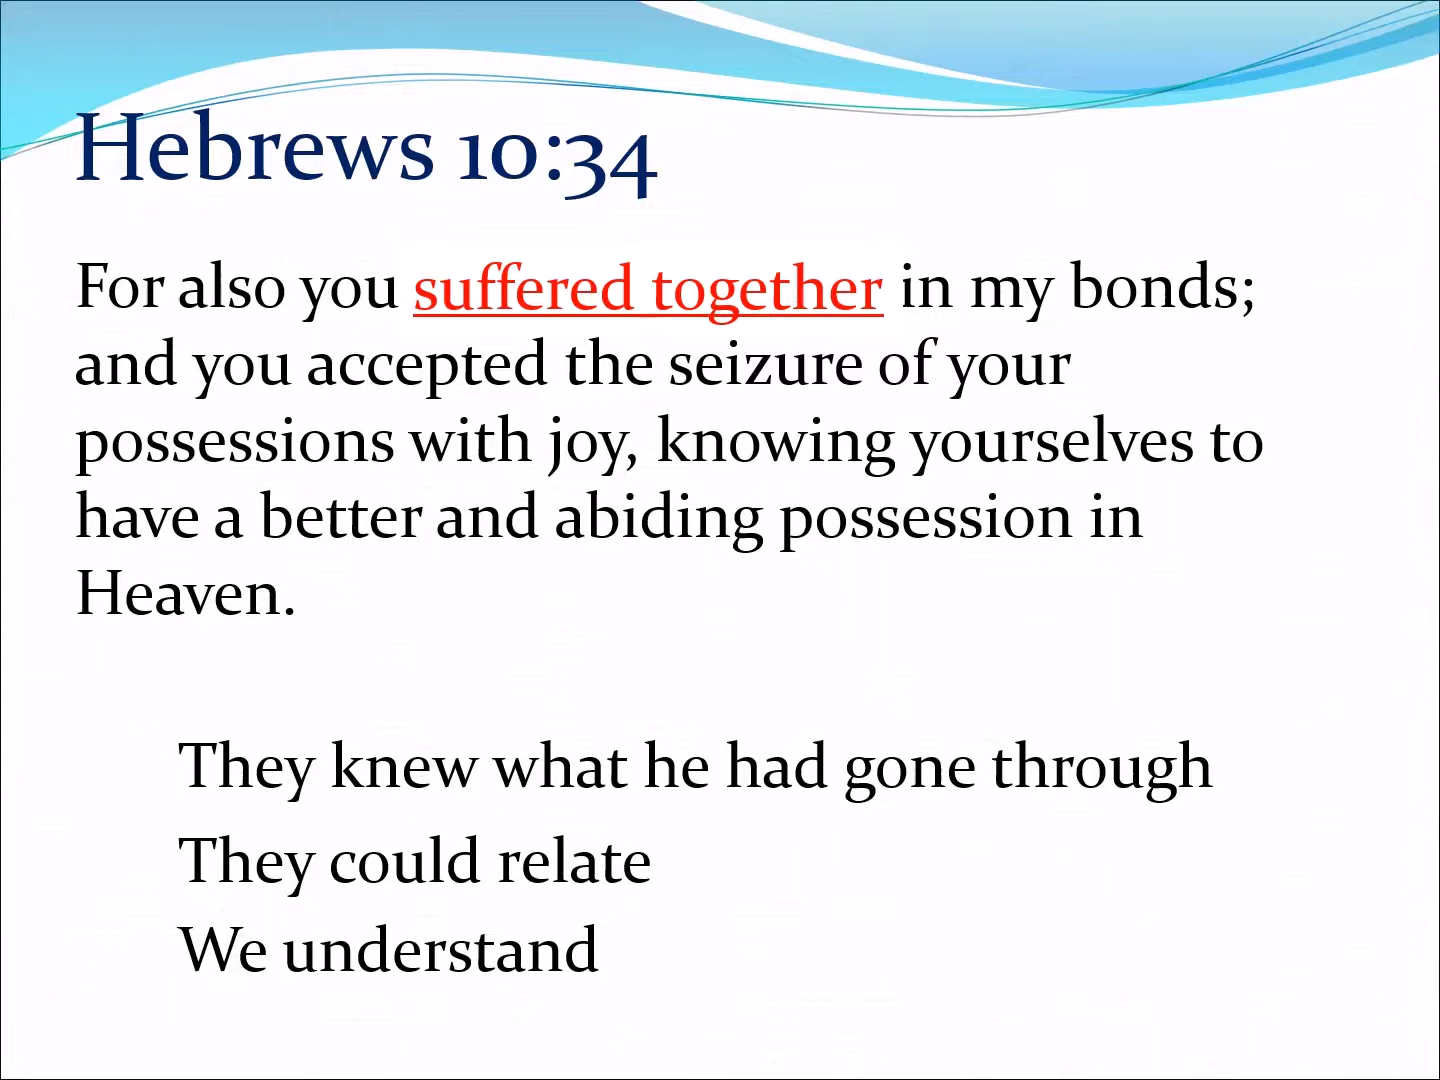 Hebrews 10:34
For also you suffered together in my bonds;
and you accepted the seizure of your
possessions with joy, knowing yourselves to
have a better and abiding possession in
Heaven.
They knew what he had gone through
They could relate
We understand